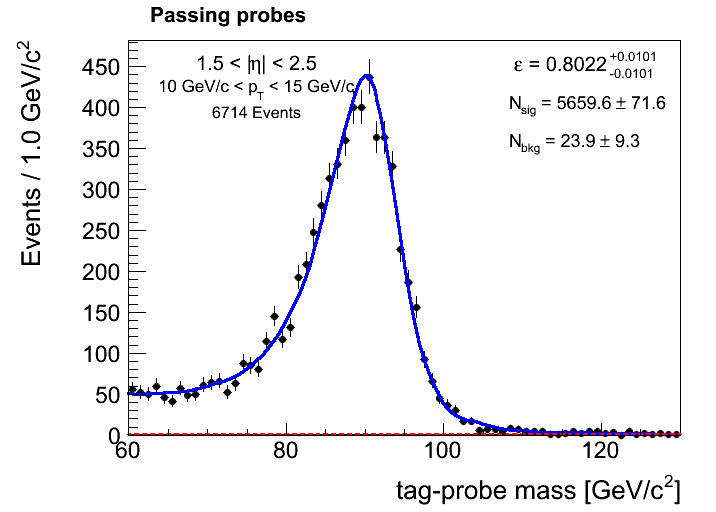 Passing probes
Events / 1.0 GeV/c²
450
400
350
300
250
200
150
100
50
0
1.5 < |η| < 2.5
10 GeV/c < p_T < 15 GeV/c
6714 Events
ε = 0.8022 +0.0101 -0.0101
N_sig = 5659.6 ± 71.6
N_bkg = 23.9 ± 9.3
60 80 100 120
tag-probe mass [GeV/c²]